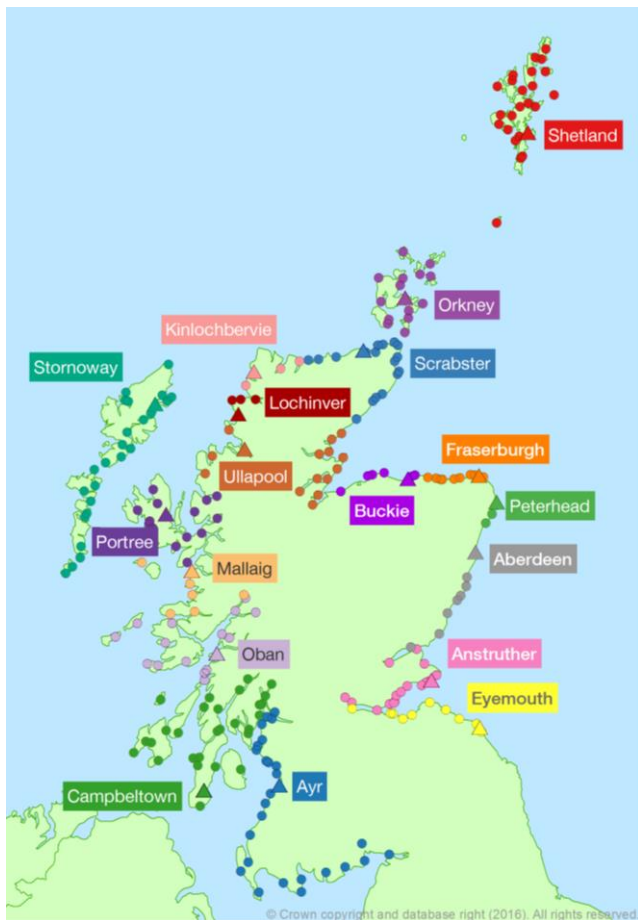 Shetland
Orkney
Kinlochbervie
Scrabster
Stornoway
Lochinver
Fraserburgh
Ullapool
Buckie
Peterhead
Portree
Aberdeen
Mallaig
Oban
Anstruther
Eyemouth
Campbeltown
Ayr
© Crown copyright and database right (2016). All rights reserved